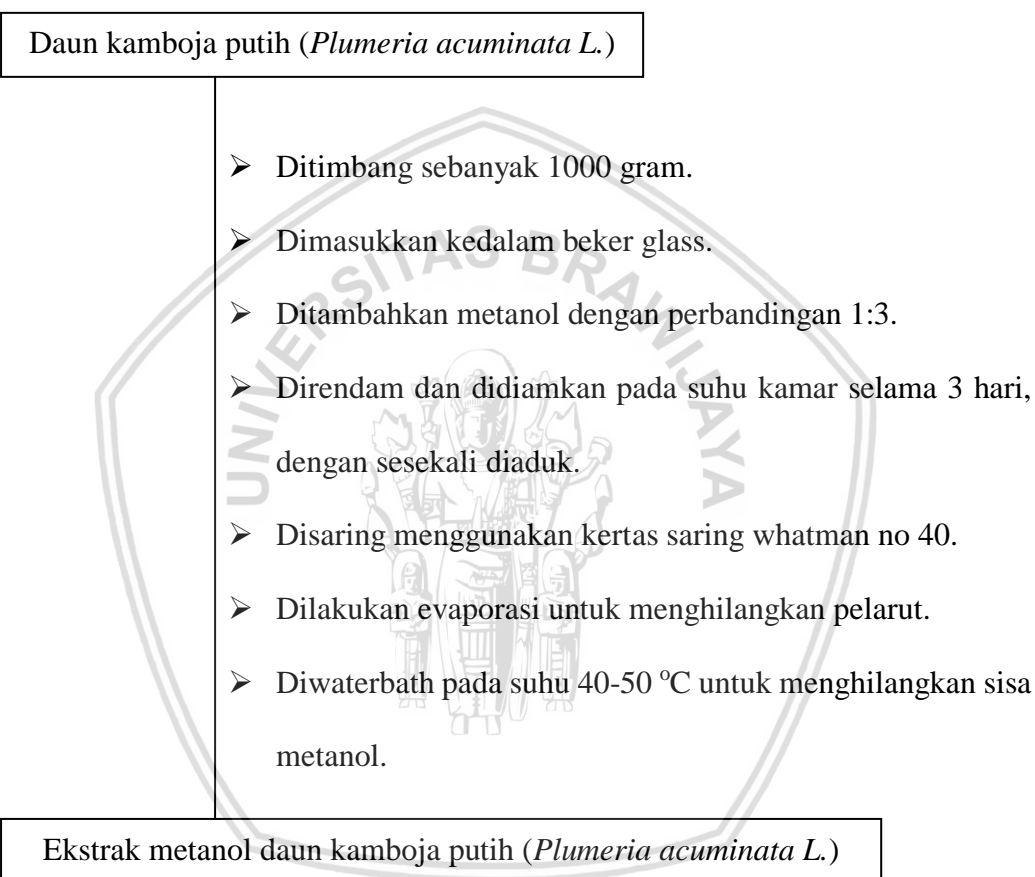 Daun kamboja putih (Plumeria acuminata L.)
➢ Ditimbang sebanyak 1000 gram.
➢ Dimasukkan kedalam beker glass.
➢ Ditambahkan metanol dengan perbandingan 1:3.
➢ Direndam dan didiamkan pada suhu kamar selama 3 hari,
dengan sesekali diaduk.
➢ Disaring menggunakan kertas saring whatman no 40.
➢ Dilakukan evaporasi untuk menghilangkan pelarut.
➢ Diwaterbath pada suhu 40-50 °C untuk menghilangkan sisa
metanol.
Ekstrak metanol daun kamboja putih (Plumeria acuminata L.)
UNIVERSITAS BRAWIJAYA